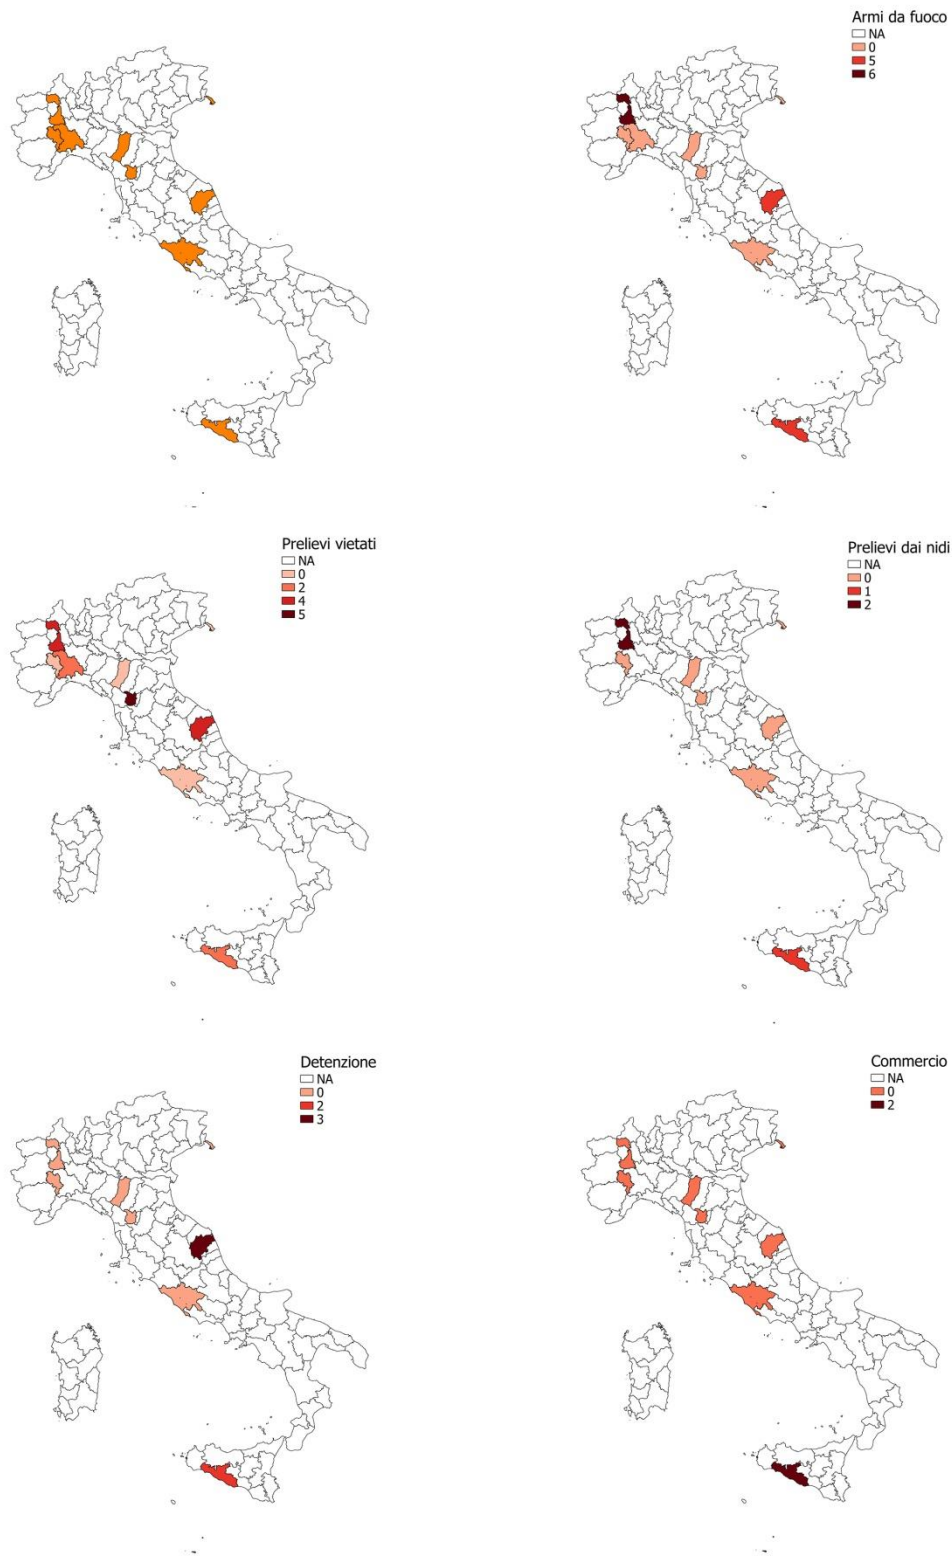 Armi da fuoco
NA
0
5
6
Prelievi vietati
NA
0
2
4
5
Prelievi dai nidi
NA
0
1
2
Detenzione
NA
0
2
3
Commercio
NA
0
2